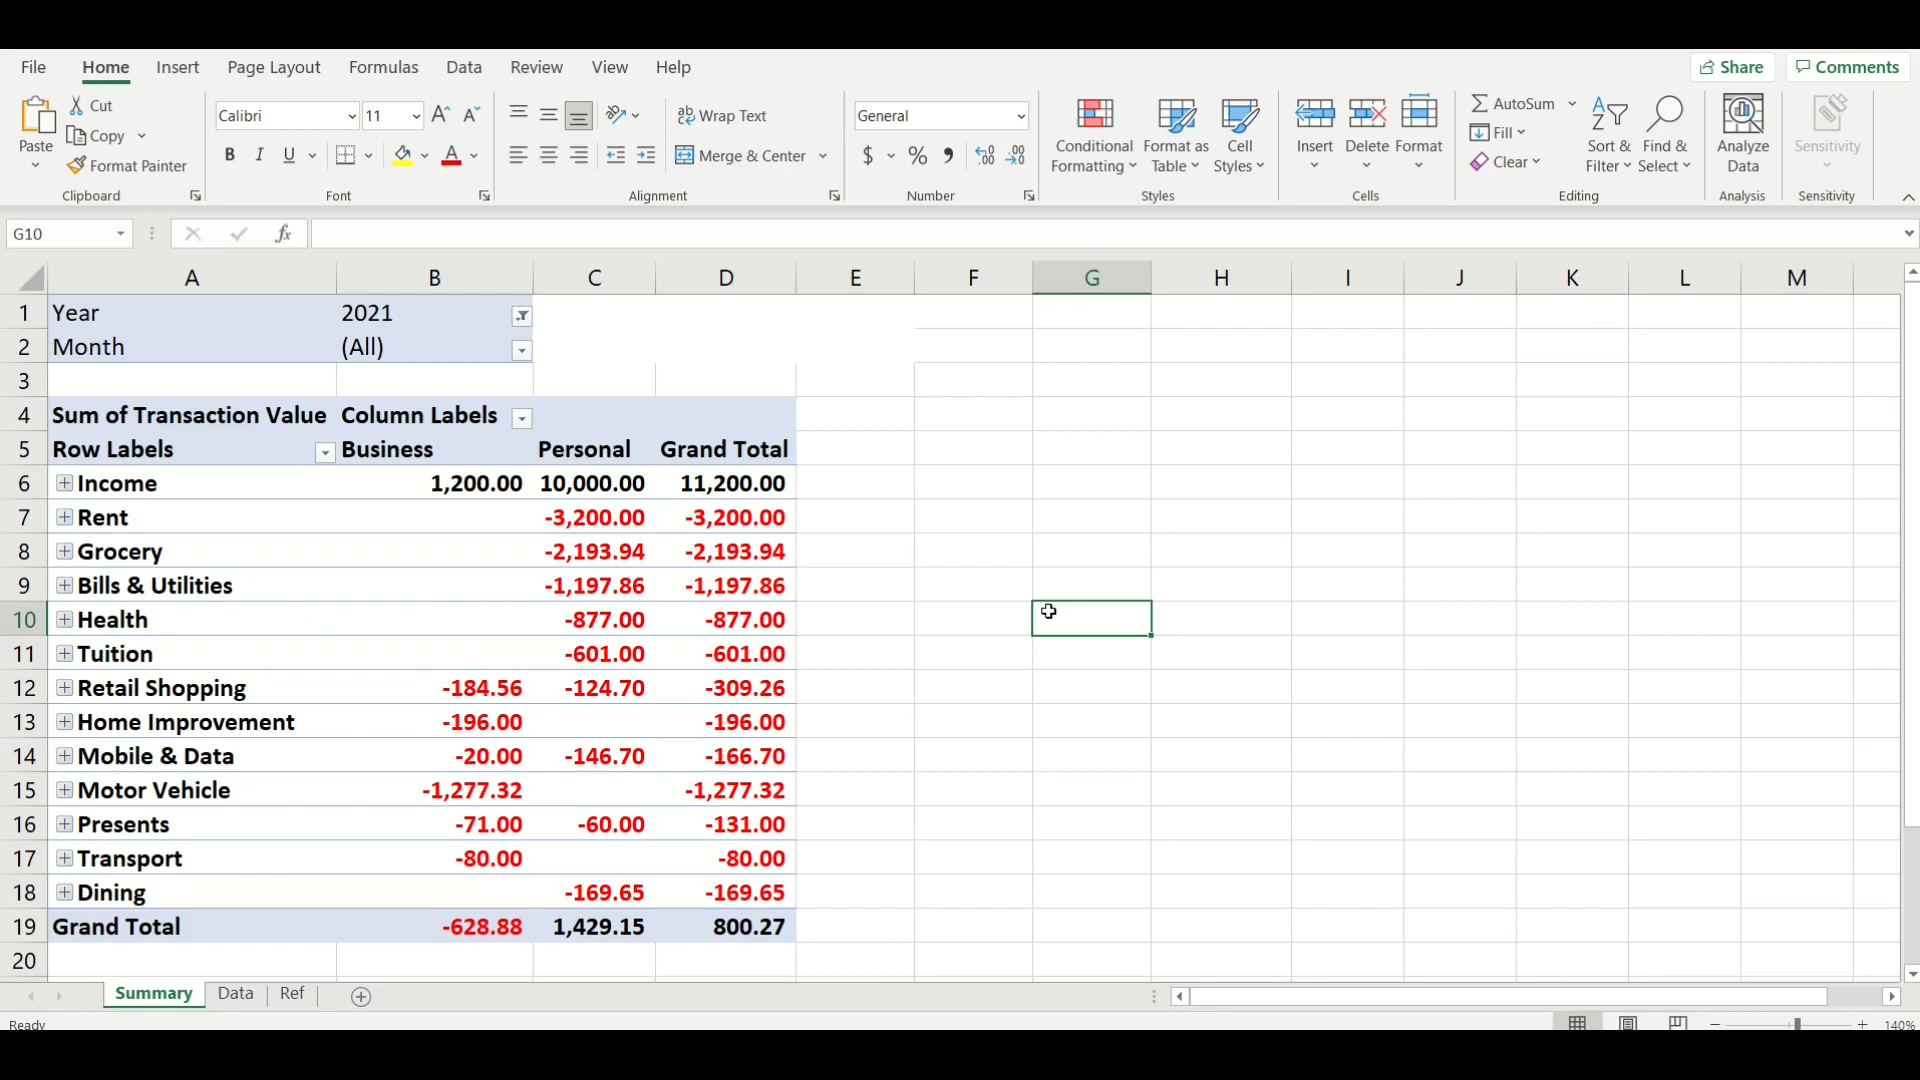 File Home Insert Page Layout Formulas Data Review View Help Share Comments
Paste Cut Copy Format Painter Clipboard
Calibri 11 B I U A Font
Wrap Text Merge & Center Alignment
General $ % Number
Conditional Formatting Format as Table Cell Styles Styles
Insert Delete Format Cells
AutoSum Fill Clear Sort & Filter Find & Select Editing
Analyze Data Analysis
Sensitivity Sensitivity
G10 fx
A B C D E F G H I J K L M
1 Year 2021
2 Month (All)
3
4 Sum of Transaction Value Column Labels
5 Row Labels Business Personal Grand Total
6 Income 1,200.00 10,000.00 11,200.00
7 Rent -3,200.00 -3,200.00
8 Grocery -2,193.94 -2,193.94
9 Bills & Utilities -1,197.86 -1,197.86
10 Health -877.00 -877.00
11 Tuition -601.00 -601.00
12 Retail Shopping -184.56 -124.70 -309.26
13 Home Improvement -196.00 -196.00
14 Mobile & Data -20.00 -146.70 -166.70
15 Motor Vehicle -1,277.32 -1,277.32
16 Presents -71.00 -60.00 -131.00
17 Transport -80.00 -80.00
18 Dining -169.65 -169.65
19 Grand Total -628.88 1,429.15 800.27
20
Summary Data Ref
Ready 140%